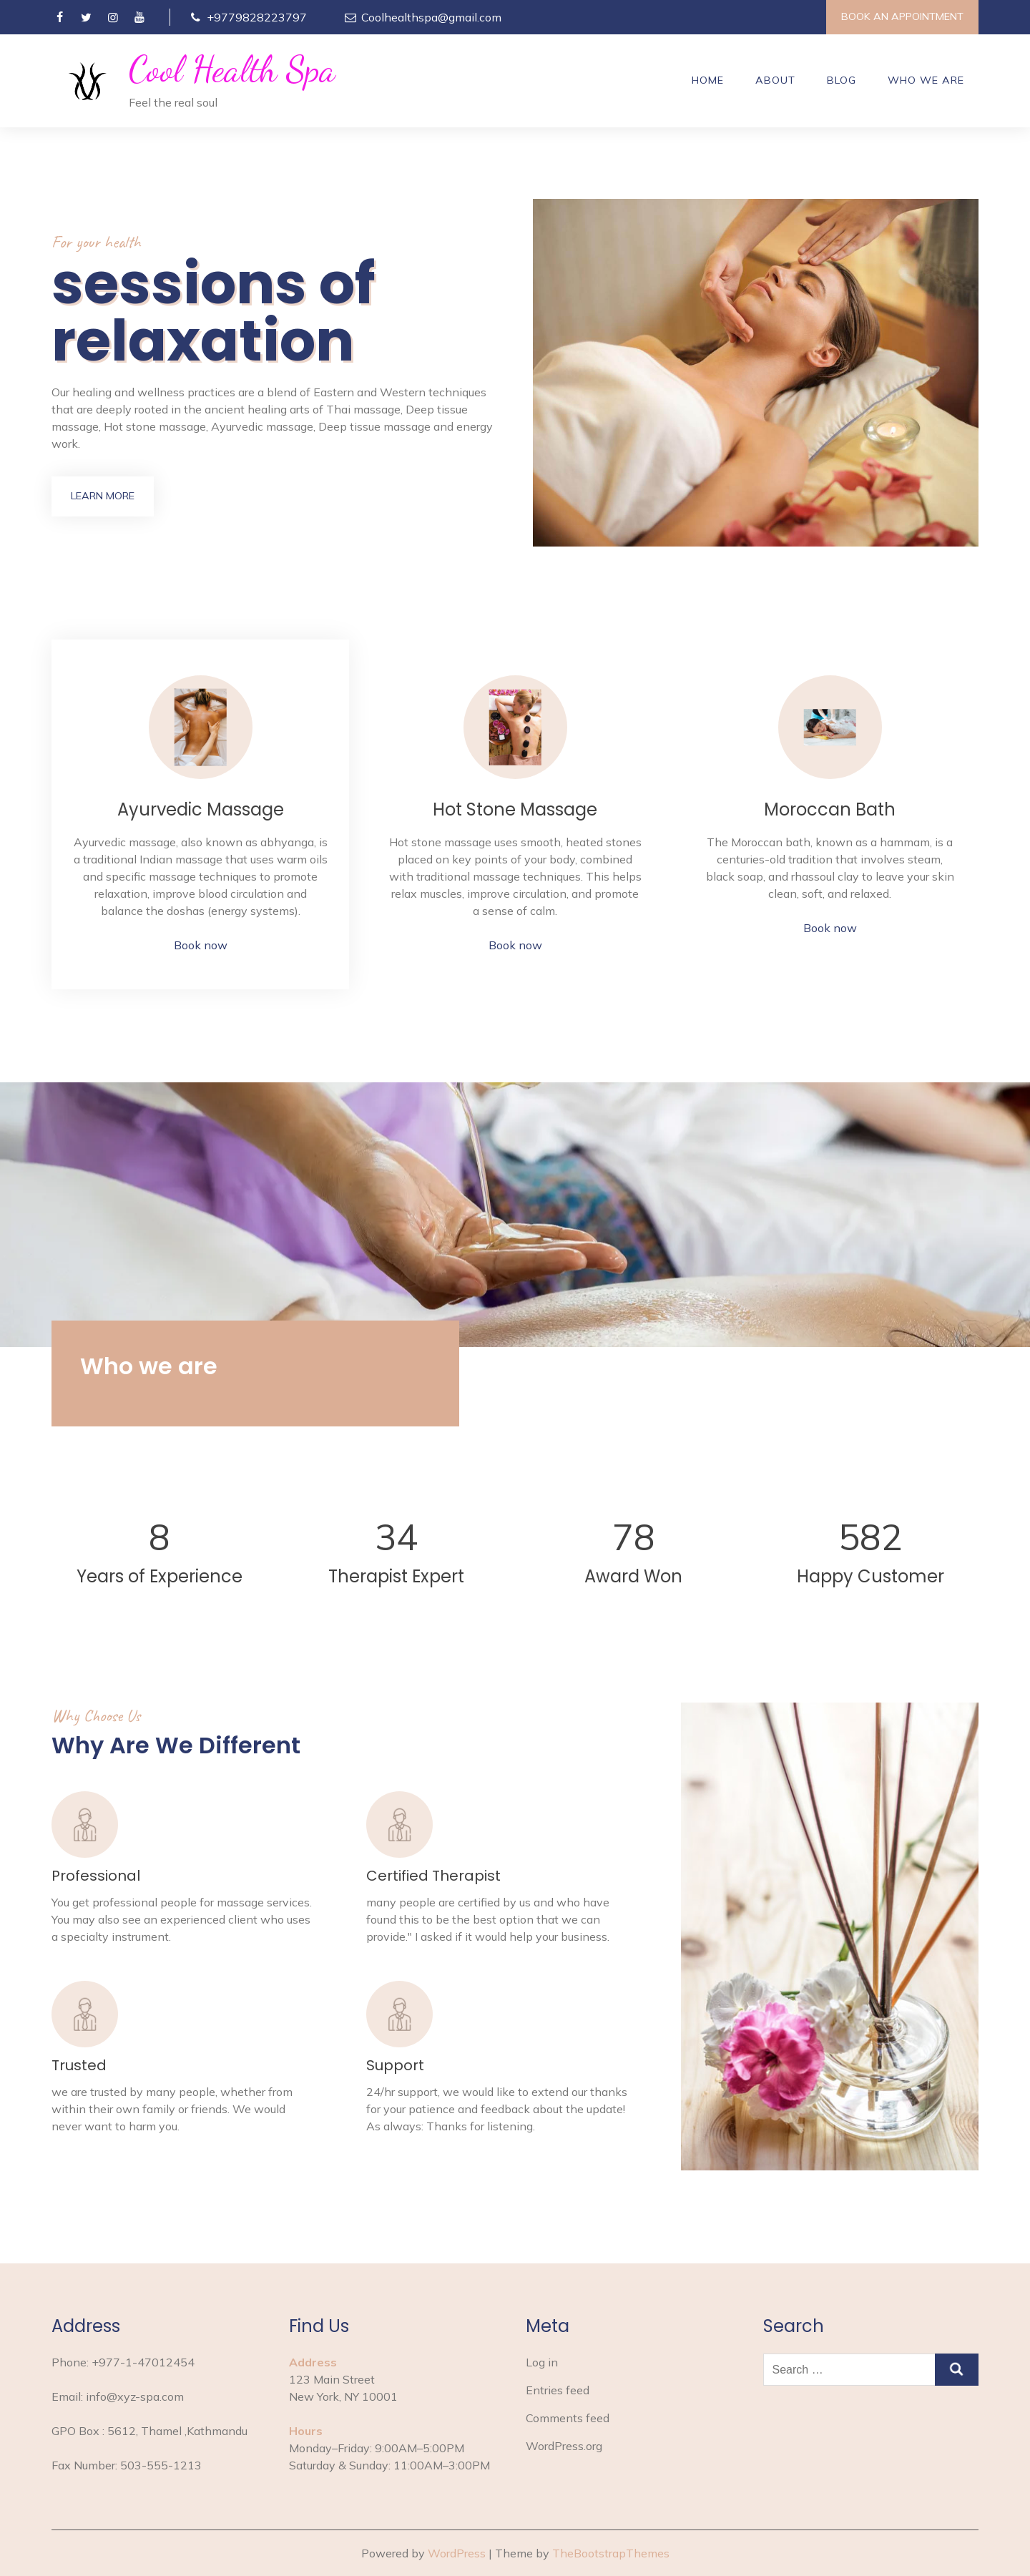 +9779828223797
Coolhealthspa@gmail.com
BOOK AN APPOINTMENT
Cool Health Spa
Feel the real soul
HOME
ABOUT
BLOG
WHO WE ARE
For your health
sessions of
relaxation
Our healing and wellness practices are a blend of Eastern and Western techniques
that are deeply rooted in the ancient healing arts of Thai massage, Deep tissue
massage, Hot stone massage, Ayurvedic massage, Deep tissue massage and energy
work.
LEARN MORE
Ayurvedic Massage
Ayurvedic massage, also known as abhyanga, is
a traditional Indian massage that uses warm oils
and specific massage techniques to promote
relaxation, improve blood circulation and
balance the doshas (energy systems).
Book now
Hot Stone Massage
Hot stone massage uses smooth, heated stones
placed on key points of your body, combined
with traditional massage techniques. This helps
relax muscles, improve circulation, and promote
a sense of calm.
Book now
Moroccan Bath
The Moroccan bath, known as a hammam, is a
centuries-old tradition that involves steam,
black soap, and rhassoul clay to leave your skin
clean, soft, and relaxed.
Book now
Who we are
8
Years of Experience
34
Therapist Expert
78
Award Won
582
Happy Customer
Why Choose Us
Why Are We Different
Professional
You get professional people for massage services.
You may also see an experienced client who uses
a specialty instrument.
Certified Therapist
many people are certified by us and who have
found this to be the best option that we can
provide." I asked if it would help your business.
Trusted
we are trusted by many people, whether from
within their own family or friends. We would
never want to harm you.
Support
24/hr support, we would like to extend our thanks
for your patience and feedback about the update!
As always: Thanks for listening.
Address
Phone: +977-1-47012454
Email: info@xyz-spa.com
GPO Box : 5612, Thamel ,Kathmandu
Fax Number: 503-555-1213
Find Us
Address
123 Main Street
New York, NY 10001
Hours
Monday–Friday: 9:00AM–5:00PM
Saturday & Sunday: 11:00AM–3:00PM
Meta
Log in
Entries feed
Comments feed
WordPress.org
Search
Search …
Powered by WordPress | Theme by TheBootstrapThemes